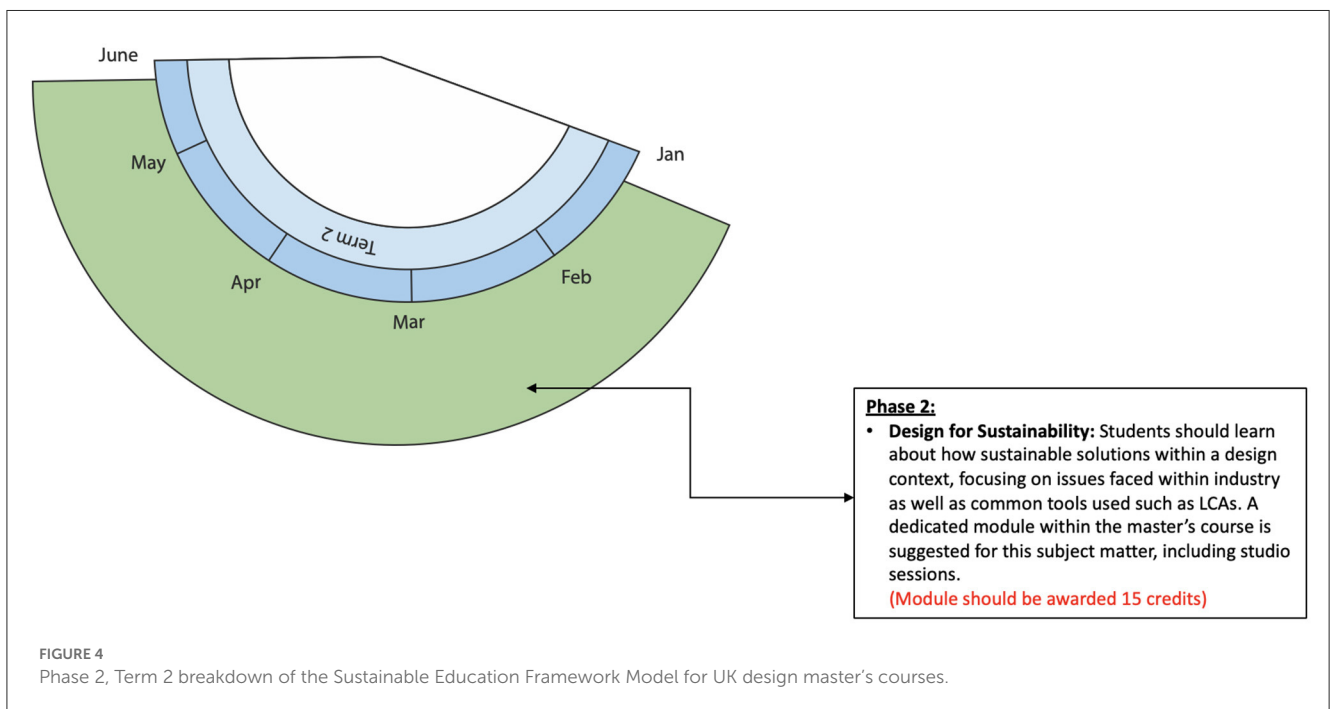 June
Jan
May
Term 2
Feb
Apr
Mar
Phase 2:
• Design for Sustainability: Students should learn
about how sustainable solutions within a design
context, focusing on issues faced within industry
as well as common tools used such as LCAs. A
dedicated module within the master's course is
suggested for this subject matter, including studio
sessions.
(Module should be awarded 15 credits)
FIGURE 4
Phase 2, Term 2 breakdown of the Sustainable Education Framework Model for UK design master's courses.